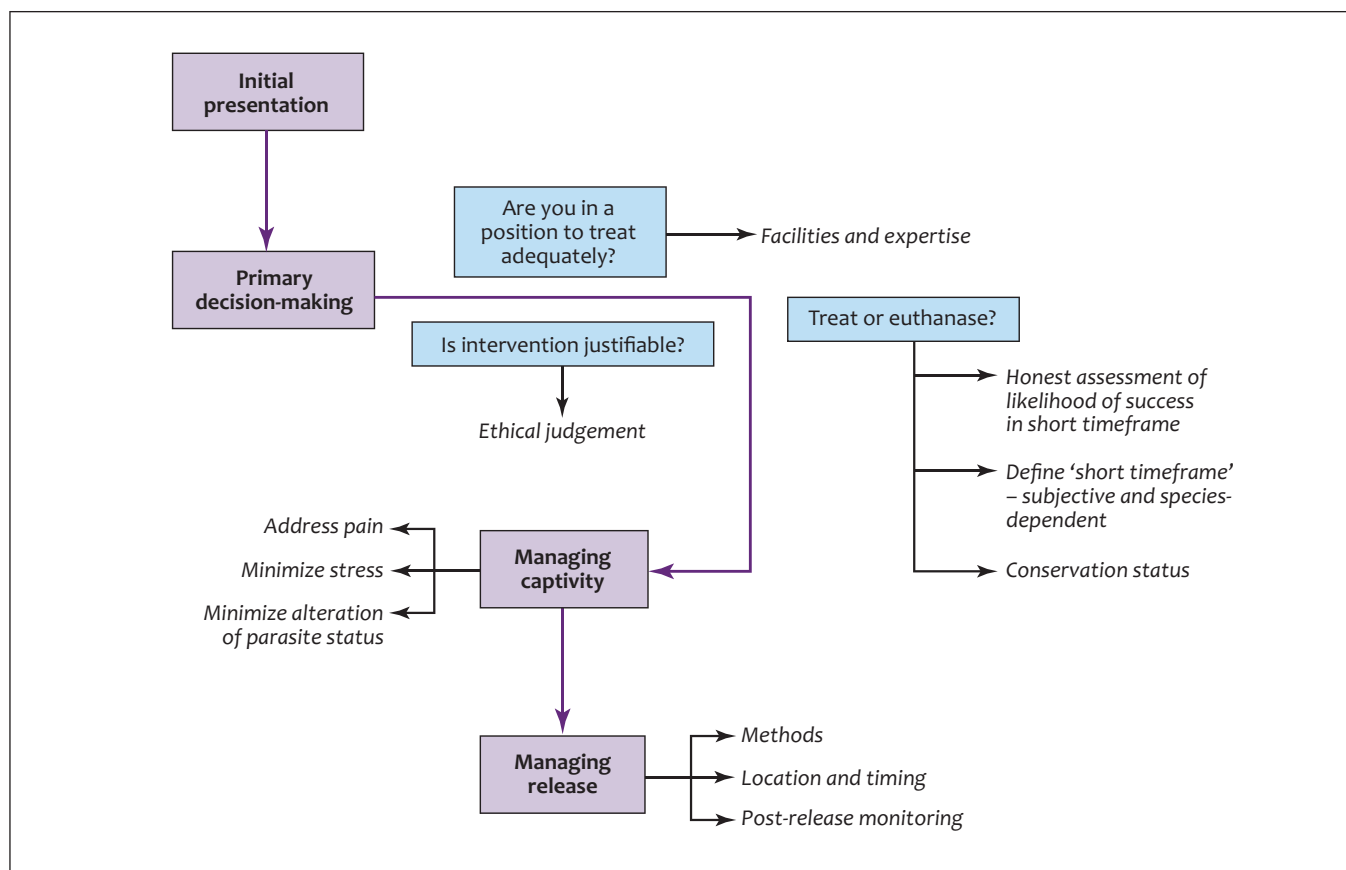 Initial
presentation
Are you in a
position to treat
adequately?
Facilities and expertise
Primary
decision-making
Treat or euthanase?
Is intervention justifiable?
Ethical judgement
Honest assessment of
likelihood of success
in short timeframe
Define ‘short timeframe’
– subjective and species-
dependent
Conservation status
Address pain
Minimize stress
Minimize alteration
of parasite status
Managing
captivity
Managing
release
Methods
Location and timing
Post-release monitoring